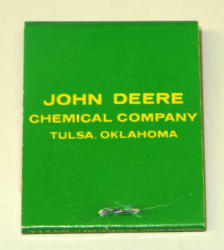 JOHN DEERE
CHEMICAL COMPANY
TULSA, OKLAHOMA